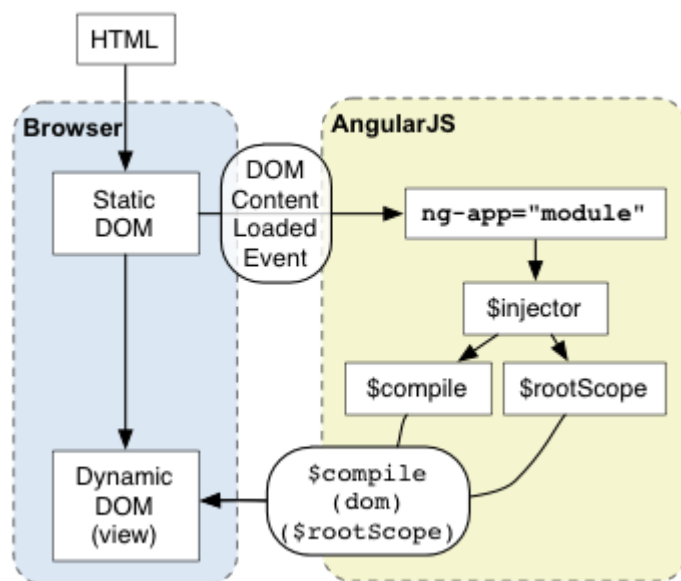 HTML
Browser
AngularJS
DOM
Content
Loaded
Event
Static
DOM
ng-app="module"
$injector
$compile
$rootScope
Dynamic
DOM
(view)
$compile
(dom)
($rootScope)